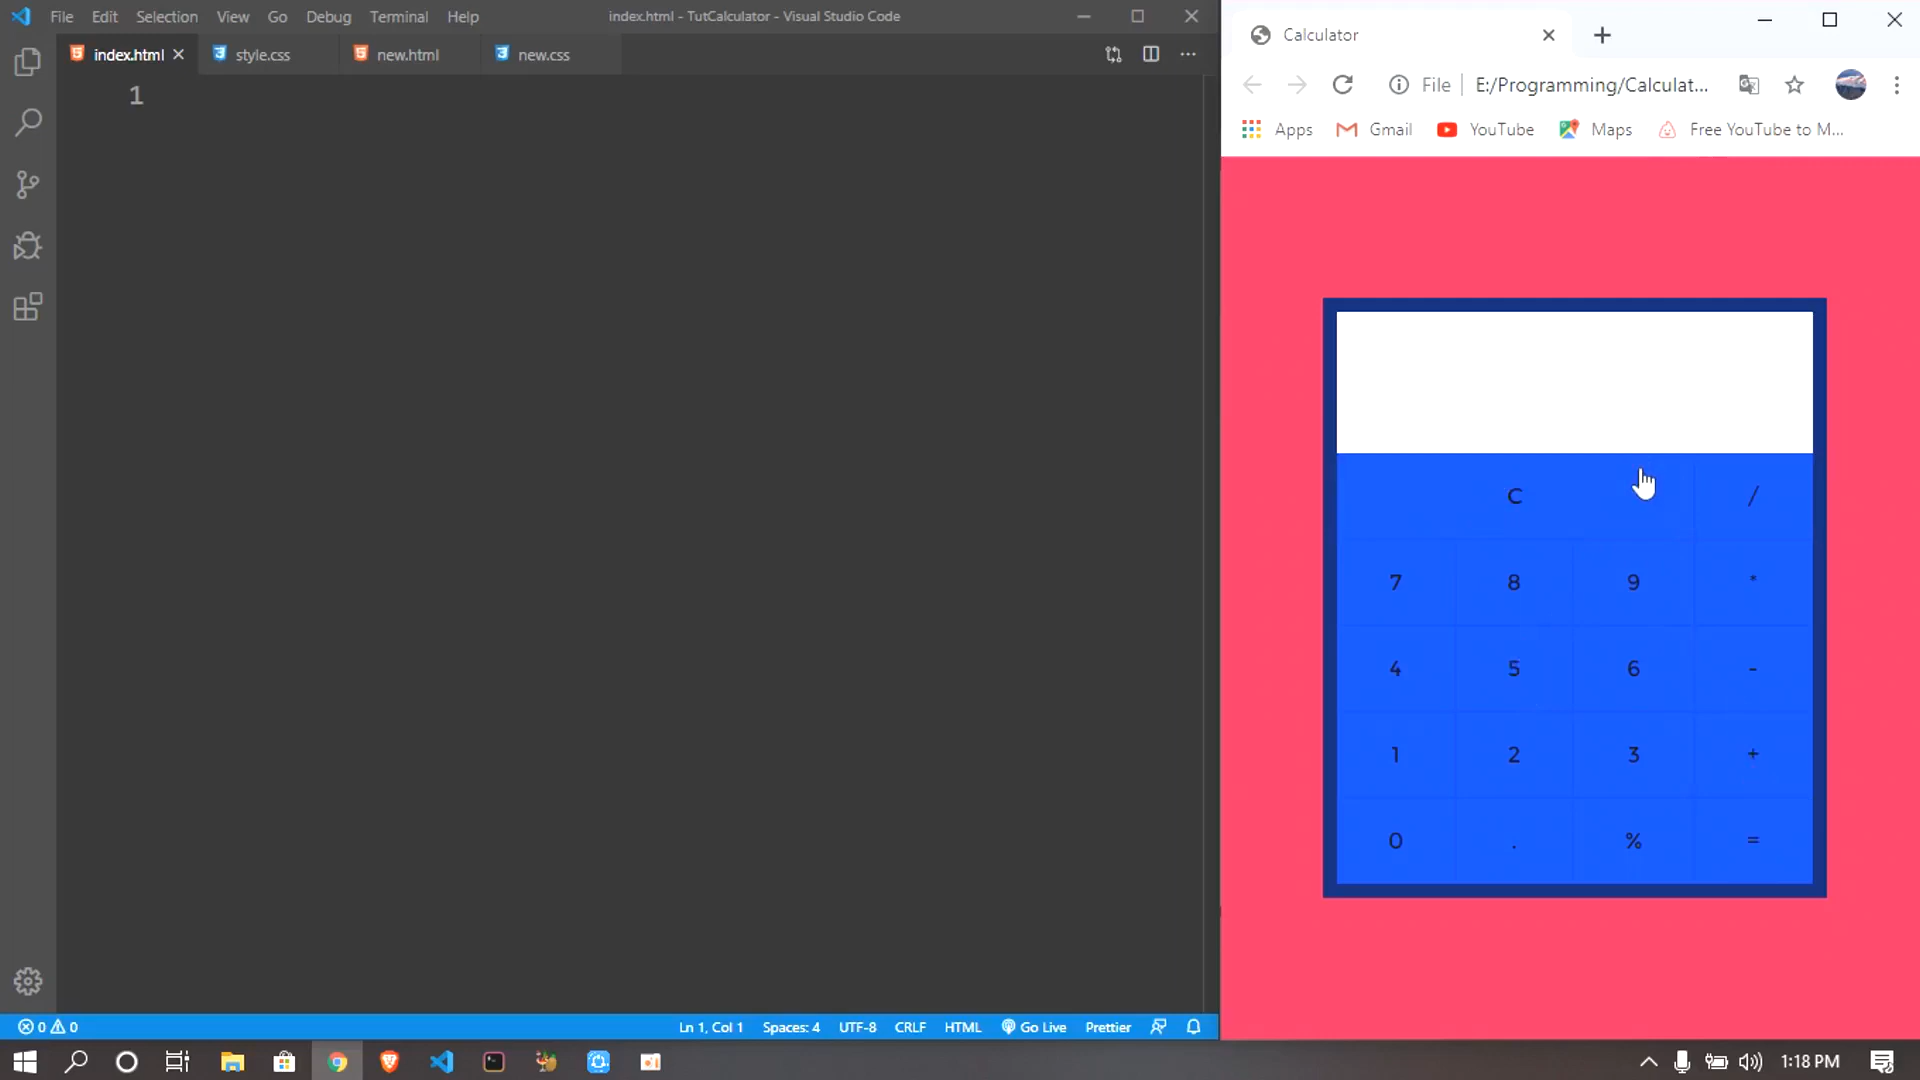 File Edit Selection View Go Debug Terminal Help
index.html - TutCalculator - Visual Studio Code
index.html style.css new.html new.css
1
Ln 1, Col 1 Spaces: 4 UTF-8 CRLF HTML Go Live Prettier
0 0
Calculator
File E:/Programming/Calculat...
Apps Gmail YouTube Maps Free YouTube to M...
C /
7 8 9 *
4 5 6 -
1 2 3 +
0 . % =
1:18 PM